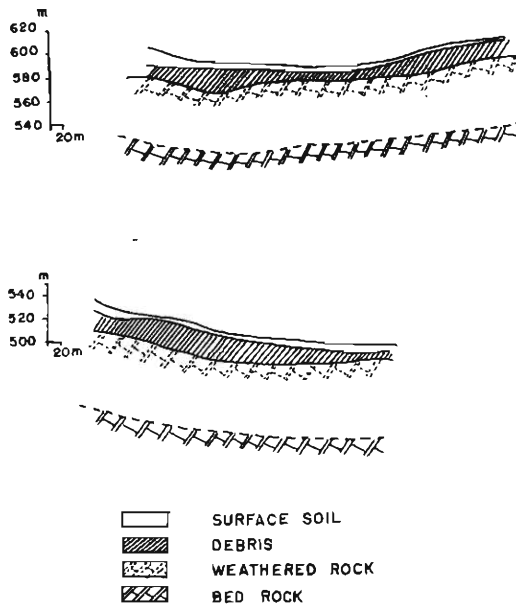 m
620
600
580
560
540
20m
m
540
520
500
20m
SURFACE SOIL
DEBRIS
WEATHERED ROCK
BED ROCK